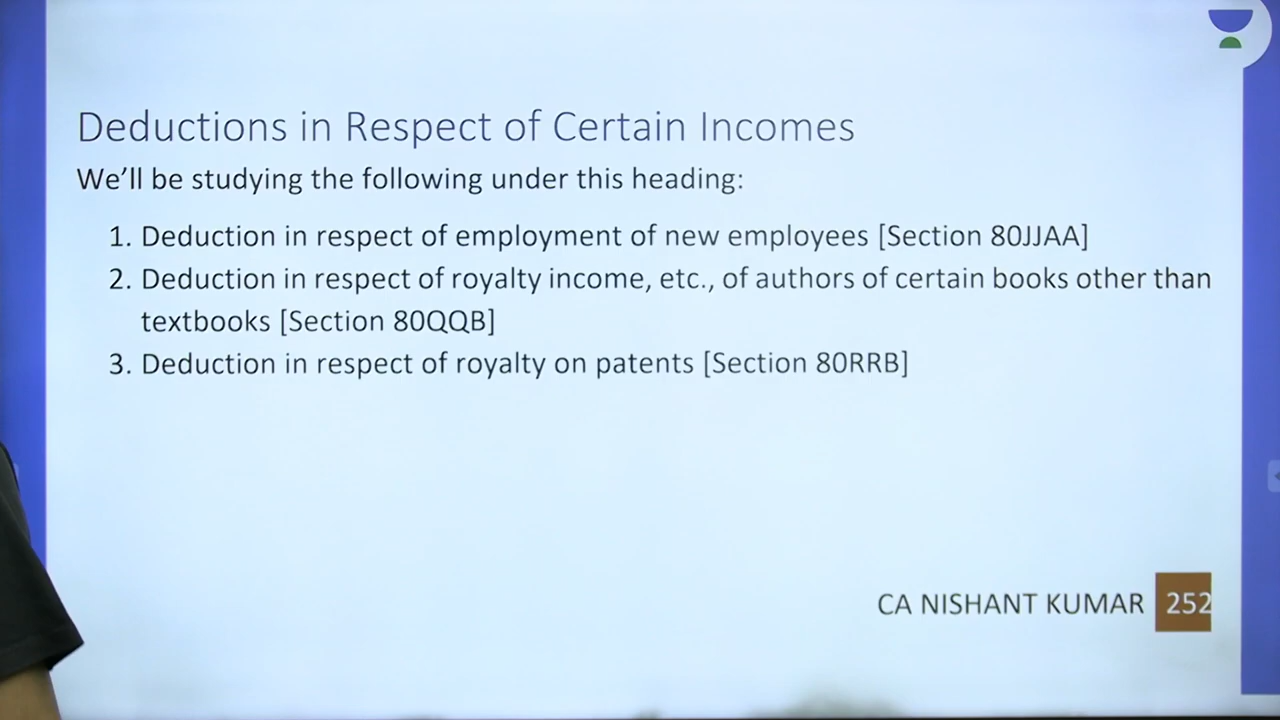 Deductions in Respect of Certain Incomes
We'll be studying the following under this heading:
1. Deduction in respect of employment of new employees [Section 80JJAA]
2. Deduction in respect of royalty income, etc., of authors of certain books other than
textbooks [Section 80QQB]
3. Deduction in respect of royalty on patents [Section 80RRB]
CA NISHANT KUMAR 252